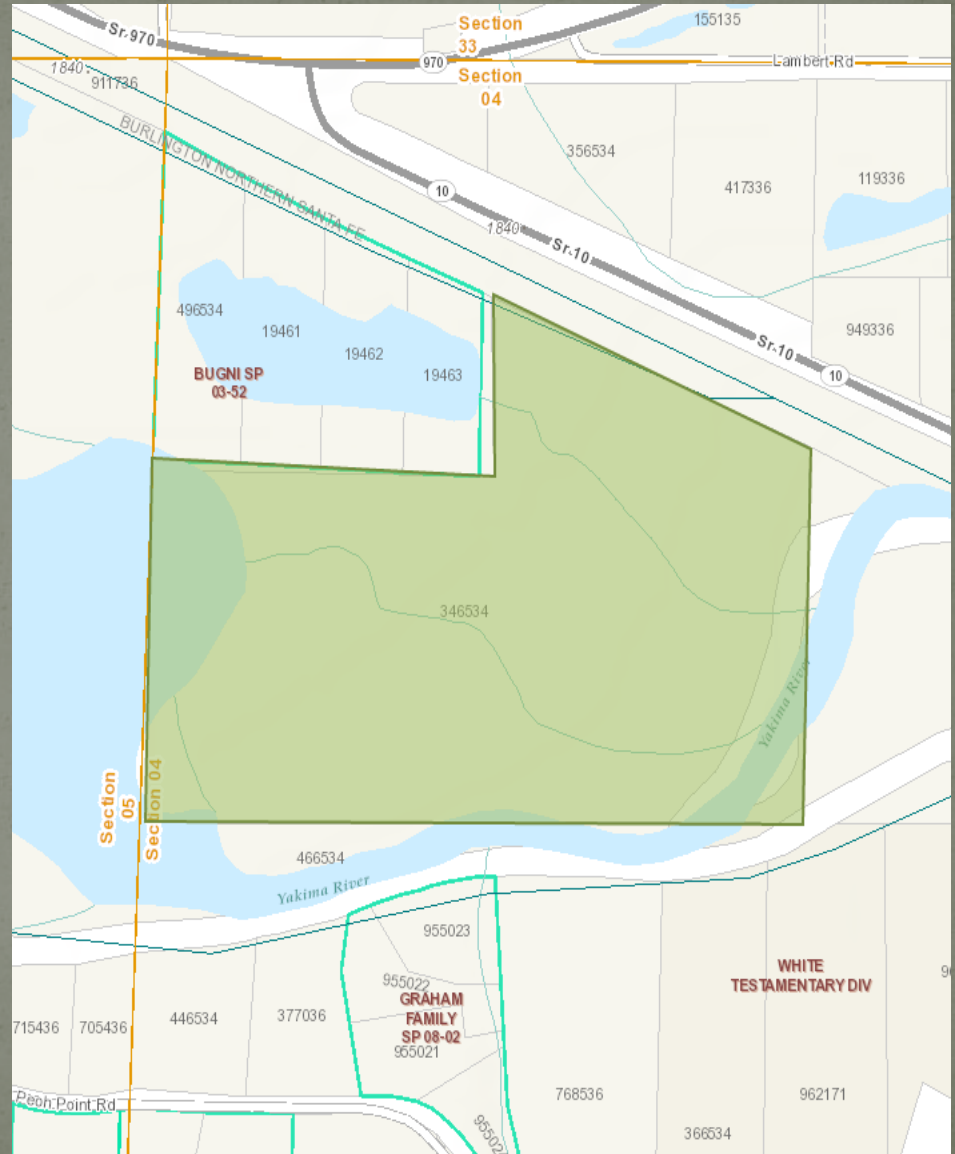 Section
33
155135
Sr-970
970
Section
04
Lambert Rd
1840
911736
BURLINGTON NORTHERN SANTA FE
356534
417336
119336
10
1840
Sr-10
496534
19461
19462
19463
949336
Sr-10
10
BUGNI SP
03-52
346534
Yakima River
Section
05
Section 04
466534
Yakima River
955023
955022
WHITE
TESTAMENTARY DIV
GRAHAM
FAMILY
SP 08-02
715436
705436
446534
377036
955021
768536
962171
Peoh Point Rd
366534